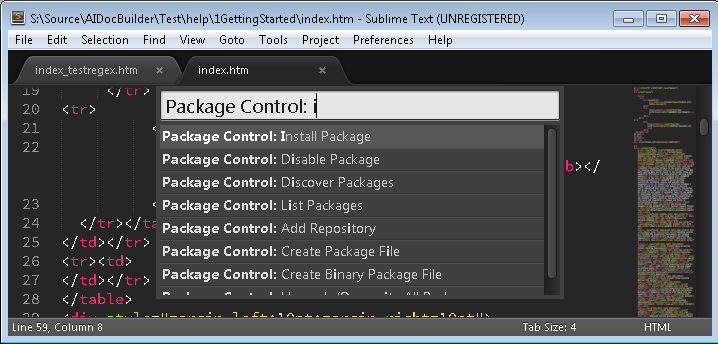 S:\Source\AIDocBuilder\Test\help\1GettingStarted\index.htm - Sublime Text (UNREGISTERED)
File Edit Selection Find View Goto Tools Project Preferences Help
index_testregex.htm × index.htm ×
Package Control: i
Package Control: Install Package
Package Control: Disable Package
Package Control: Discover Packages
Package Control: List Packages
Package Control: Add Repository
Package Control: Create Package File
Package Control: Create Binary Package File
19 </tr>
20 <tr>
21 <
22
b></
23 <
24 </tr></ta
25 </td></tr>
26 <tr><td>
27 </td></tr>
28 </table>
Line 59, Column 8 Tab Size: 4 HTML